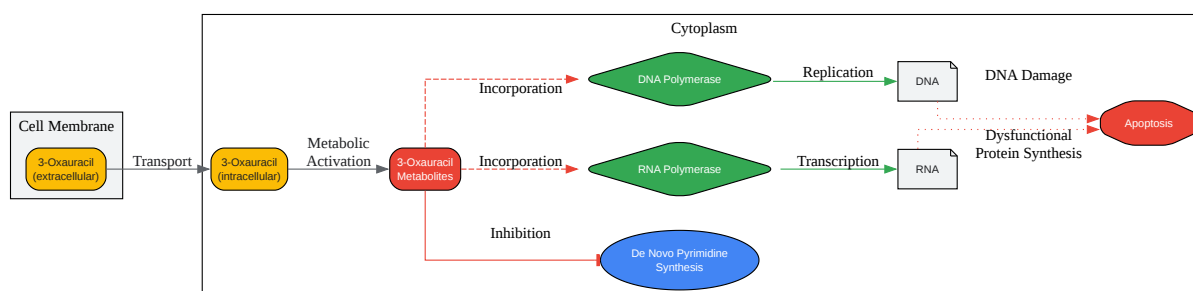 Cytoplasm
Cell Membrane
3-Oxauracil
(extracellular)
Transport
3-Oxauracil
(intracellular)
Metabolic
Activation
3-Oxauracil
Metabolites
Incorporation
DNA Polymerase
Replication
DNA
DNA Damage
Apoptosis
Incorporation
RNA Polymerase
Transcription
RNA
Dysfunctional
Protein Synthesis
Inhibition
De Novo Pyrimidine
Synthesis